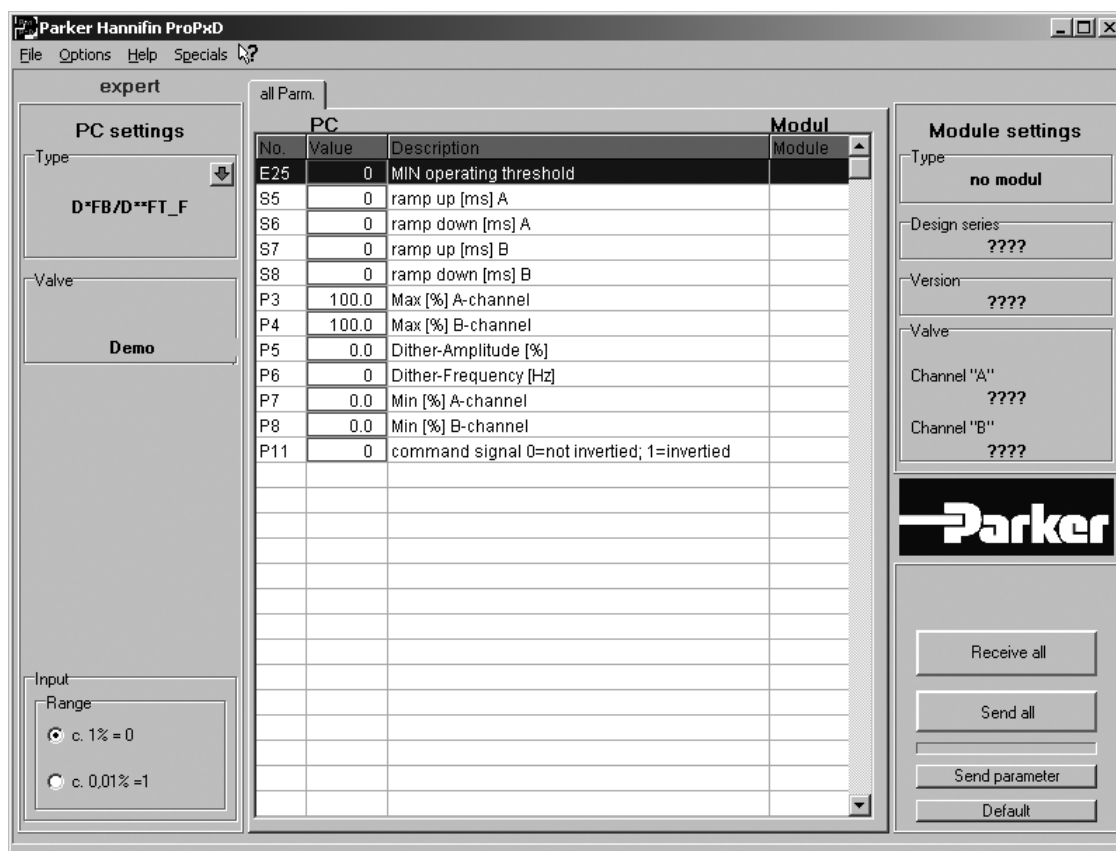 Parker Hannifin ProPxD
File Options Help Specials ?
expert
PC settings
Type
D*FB/D**FT_F
Valve
Demo
Input
Range
c. 1% = 0
c. 0,01% =1
all Parm.
PC Modul
No. Value Description Module
E25 0 MIN operating threshold
S5 0 ramp up [ms] A
S6 0 ramp down [ms] A
S7 0 ramp up [ms] B
S8 0 ramp down [ms] B
P3 100.0 Max [%] A-channel
P4 100.0 Max [%] B-channel
P5 0.0 Dither-Amplitude [%]
P6 0 Dither-Frequency [Hz]
P7 0.0 Min [%] A-channel
P8 0.0 Min [%] B-channel
P11 0 command signal 0=not invertied; 1=invertied
Module settings
Type
no modul
Design series
????
Version
????
Valve
Channel "A"
????
Channel "B"
????
Parker
Receive all
Send all
Send parameter
Default